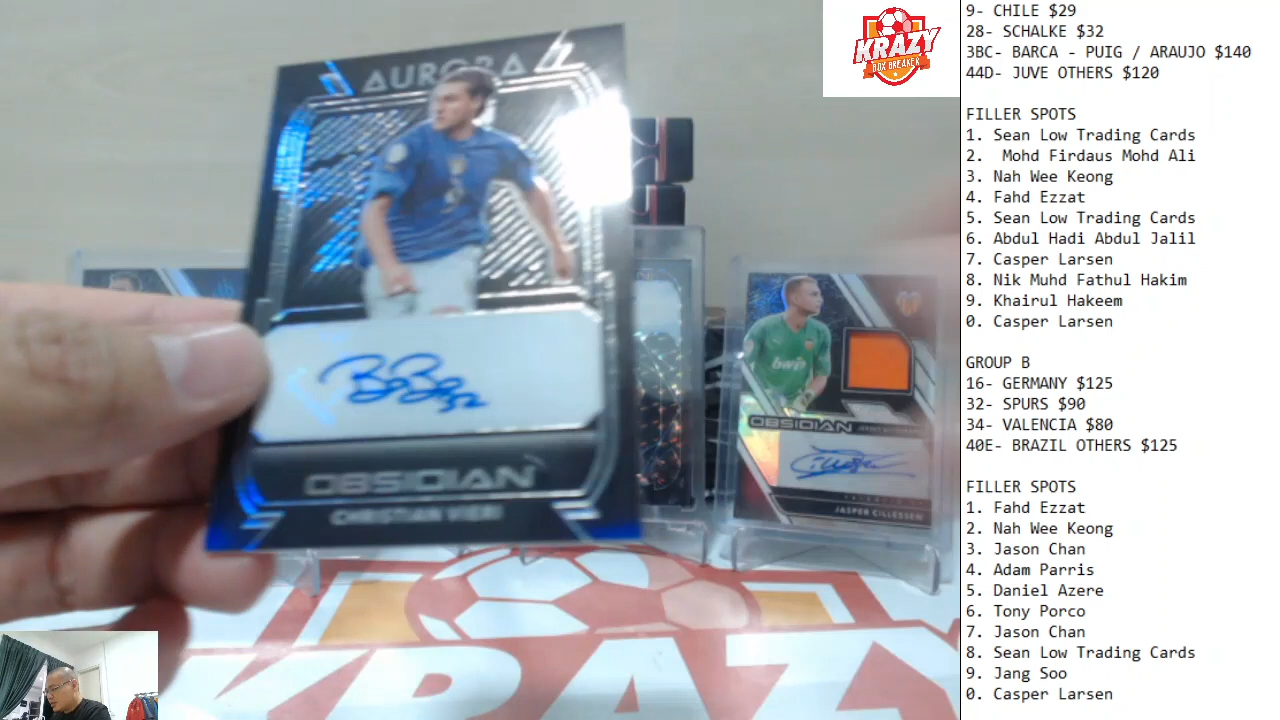 AURORA
OBSIDIAN
CHRISTIAN VIERI
bwin
OBSIDIAN
VALENCIA
JASPER CILLESSEN
KRAZY
KRAZY
BOX BREAKER
9- CHILE $29
28- SCHALKE $32
3BC- BARCA - PUIG / ARAUJO $140
44D- JUVE OTHERS $120
FILLER SPOTS
1. Sean Low Trading Cards
2.  Mohd Firdaus Mohd Ali
3. Nah Wee Keong
4. Fahd Ezzat
5. Sean Low Trading Cards
6. Abdul Hadi Abdul Jalil
7. Casper Larsen
8. Nik Muhd Fathul Hakim
9. Khairul Hakeem
0. Casper Larsen
GROUP B
16- GERMANY $125
32- SPURS $90
34- VALENCIA $80
40E- BRAZIL OTHERS $125
FILLER SPOTS
1. Fahd Ezzat
2. Nah Wee Keong
3. Jason Chan
4. Adam Parris
5. Daniel Azere
6. Tony Porco
7. Jason Chan
8. Sean Low Trading Cards
9. Jang Soo
0. Casper Larsen